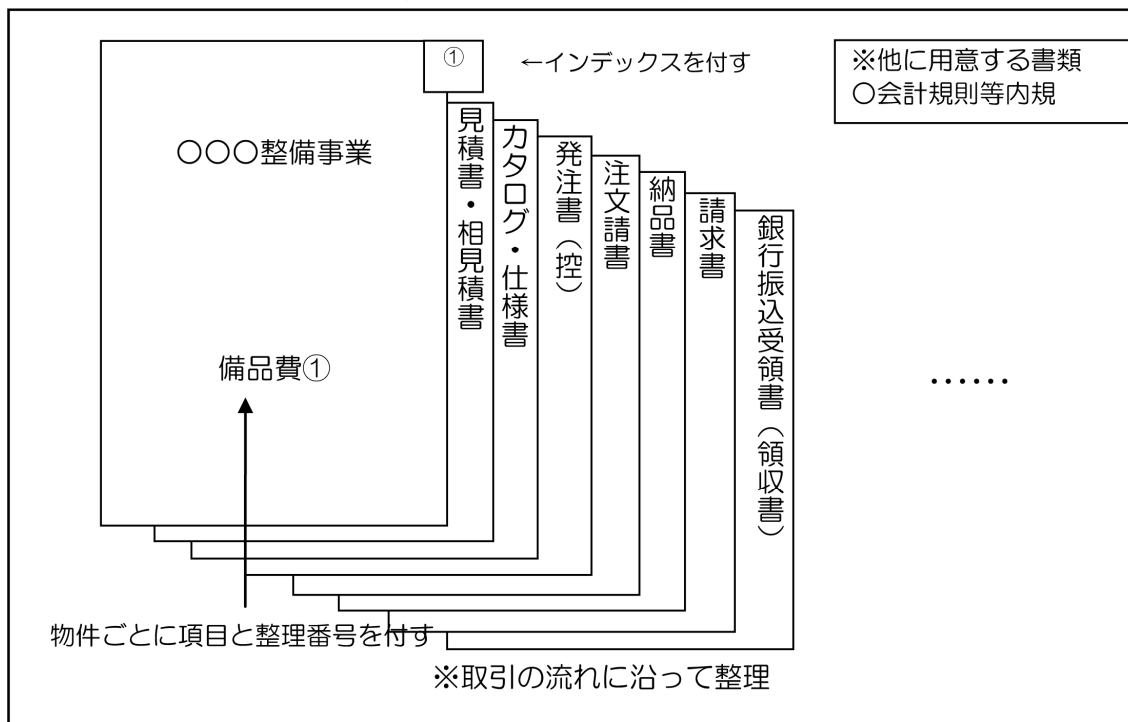 ①
←インデックスを付す
※他に用意する書類
〇会計規則等内規
〇〇〇整備事業
備品費①
見積書・相見積書
カタログ・仕様書
発注書（控）
注文請書
納品書
請求書
銀行振込受領書（領収書）
……
物件ごとに項目と整理番号を付す
※取引の流れに沿って整理